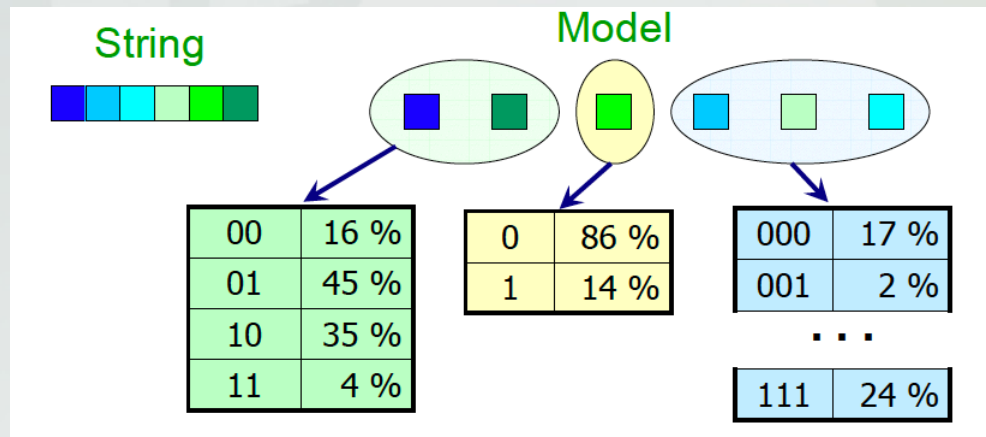 String
Model
00 16 %
01 45 %
10 35 %
11 4 %
0 86 %
1 14 %
000 17 %
001 2 %
...
111 24 %